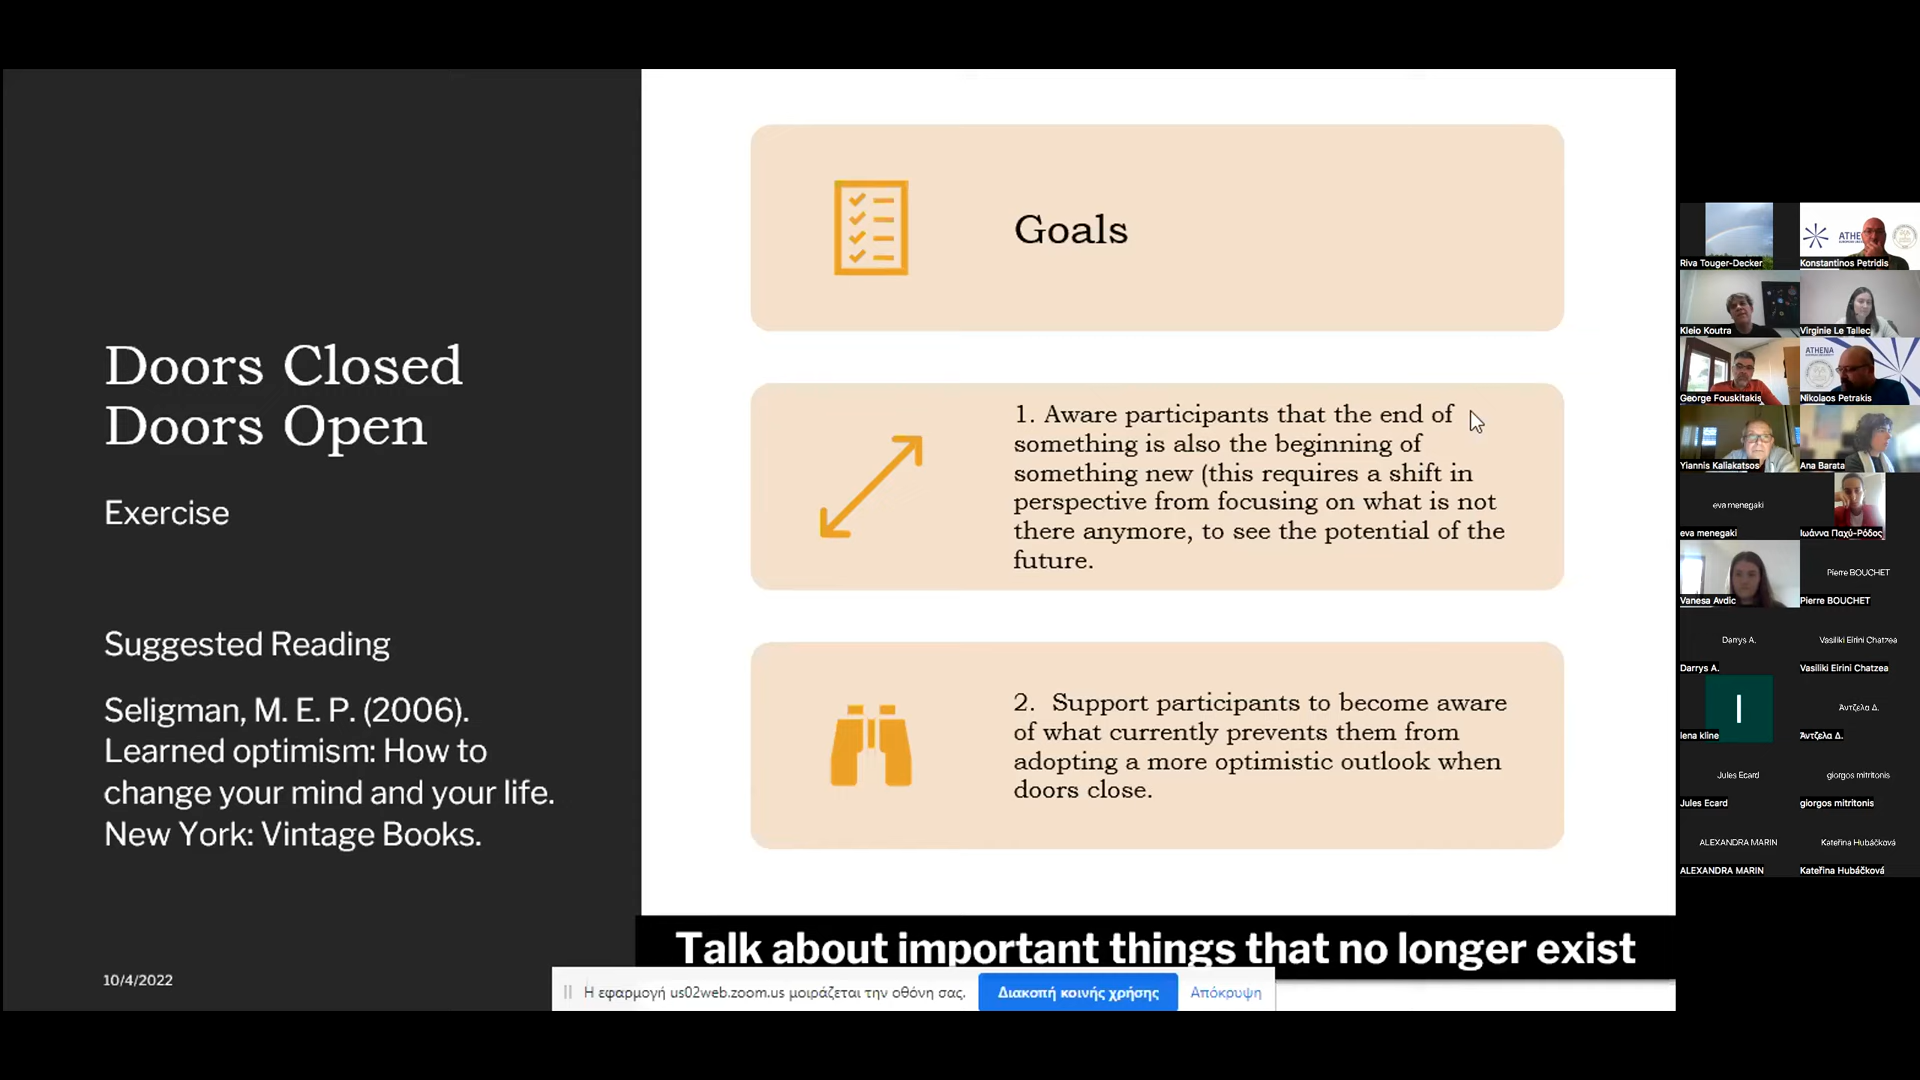 Doors Closed
Doors Open
Exercise
Suggested Reading
Seligman, M. E. P. (2006).
Learned optimism: How to
change your mind and your life.
New York: Vintage Books.
10/4/2022
Goals
1. Aware participants that the end of
something is also the beginning of
something new (this requires a shift in
perspective from focusing on what is not
there anymore, to see the potential of the
future.
2. Support participants to become aware
of what currently prevents them from
adopting a more optimistic outlook when
doors close.
Talk about important things that no longer exist
Η εφαρμογή us02web.zoom.us μοιράζεται την οθόνη σας.
Διακοπή κοινής χρήσης
Απόκρυψη
Riva Touger-Decker
ATHE
Konstantinos Petridis
Kleio Koutra
Virginie Le Tallec
George Fouskitakis
ATHENA
Nikolaos Petrakis
Yiannis Kaliakatsos
Ana Barata
eva menegaki
eva menegaki
Ιωάννα Παχύ-Ρόδος
Vanesa Avdic
Pierre BOUCHET
Pierre BOUCHET
Darrys A.
Darrys A.
Vasiliki Eirini Chatzea
Vasiliki Eirini Chatzea
I
lena kline
Άντζελα Δ.
Άντζελα Δ.
Jules Ecard
Jules Ecard
giorgos mitritonis
giorgos mitritonis
ALEXANDRA MARIN
ALEXANDRA MARIN
Kateřina Hubáčková
Kateřina Hubáčková